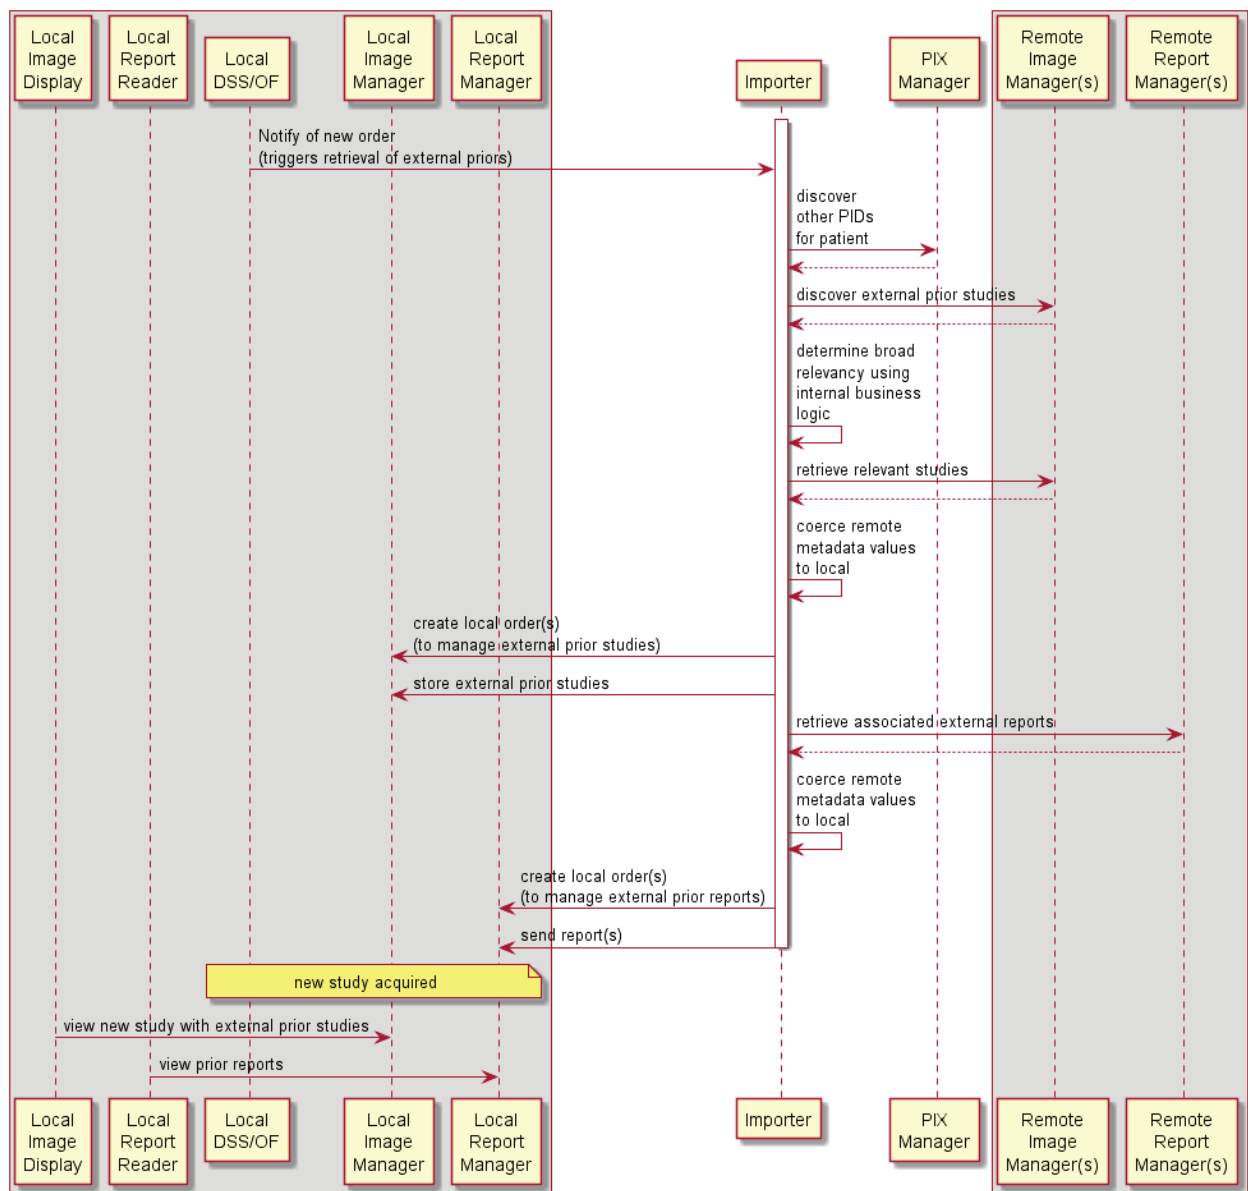 Local
Image
Display
Local
Report
Reader
Local
DSS/OF
Local
Image
Manager
Local
Report
Manager
Importer
PIX
Manager
Remote
Image
Manager(s)
Remote
Report
Manager(s)
Notify of new order
(triggers retrieval of external priors)
discover
other PIDs
for patient
discover external prior studies
determine broad
relevancy using
internal business
logic
retrieve relevant studies
coerce remote
metadata values
to local
create local order(s)
(to manage external prior studies)
store external prior studies
retrieve associated external reports
coerce remote
metadata values
to local
create local order(s)
(to manage external prior reports)
send report(s)
new study acquired
view new study with external prior studies
view prior reports
Local
Image
Display
Local
Report
Reader
Local
DSS/OF
Local
Image
Manager
Local
Report
Manager
Importer
PIX
Manager
Remote
Image
Manager(s)
Remote
Report
Manager(s)